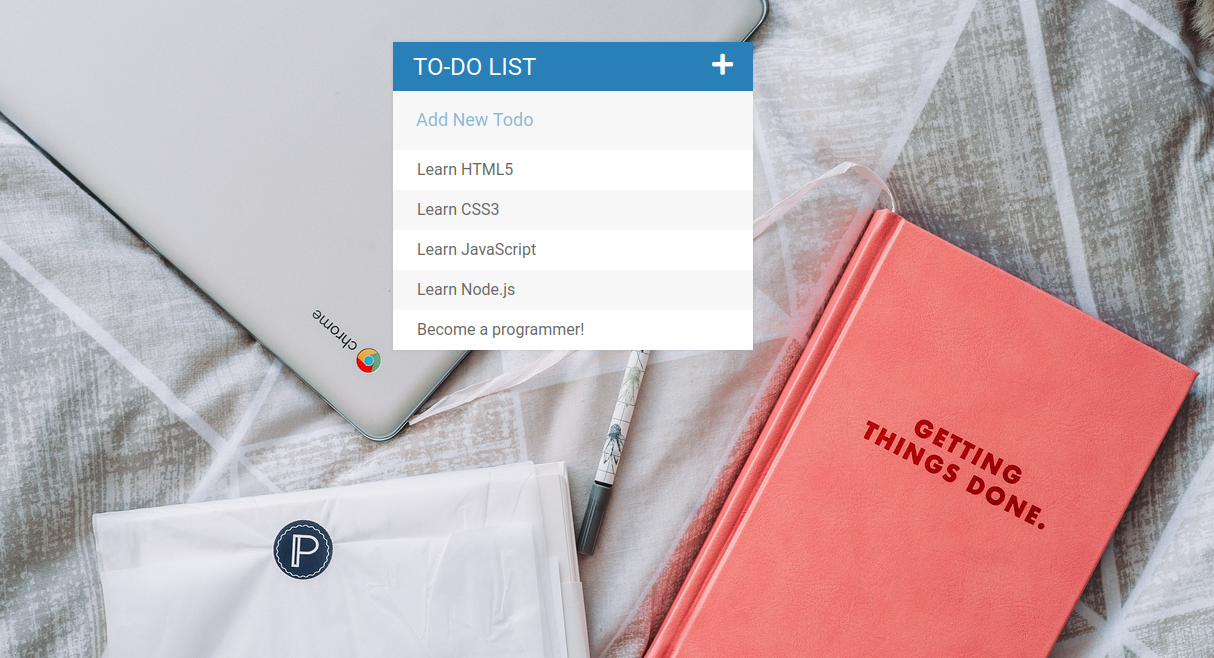 TO-DO LIST
Add New Todo
Learn HTML5
Learn CSS3
Learn JavaScript
Learn Node.js
Become a programmer!
chrome
P
GETTING
THINGS DONE.